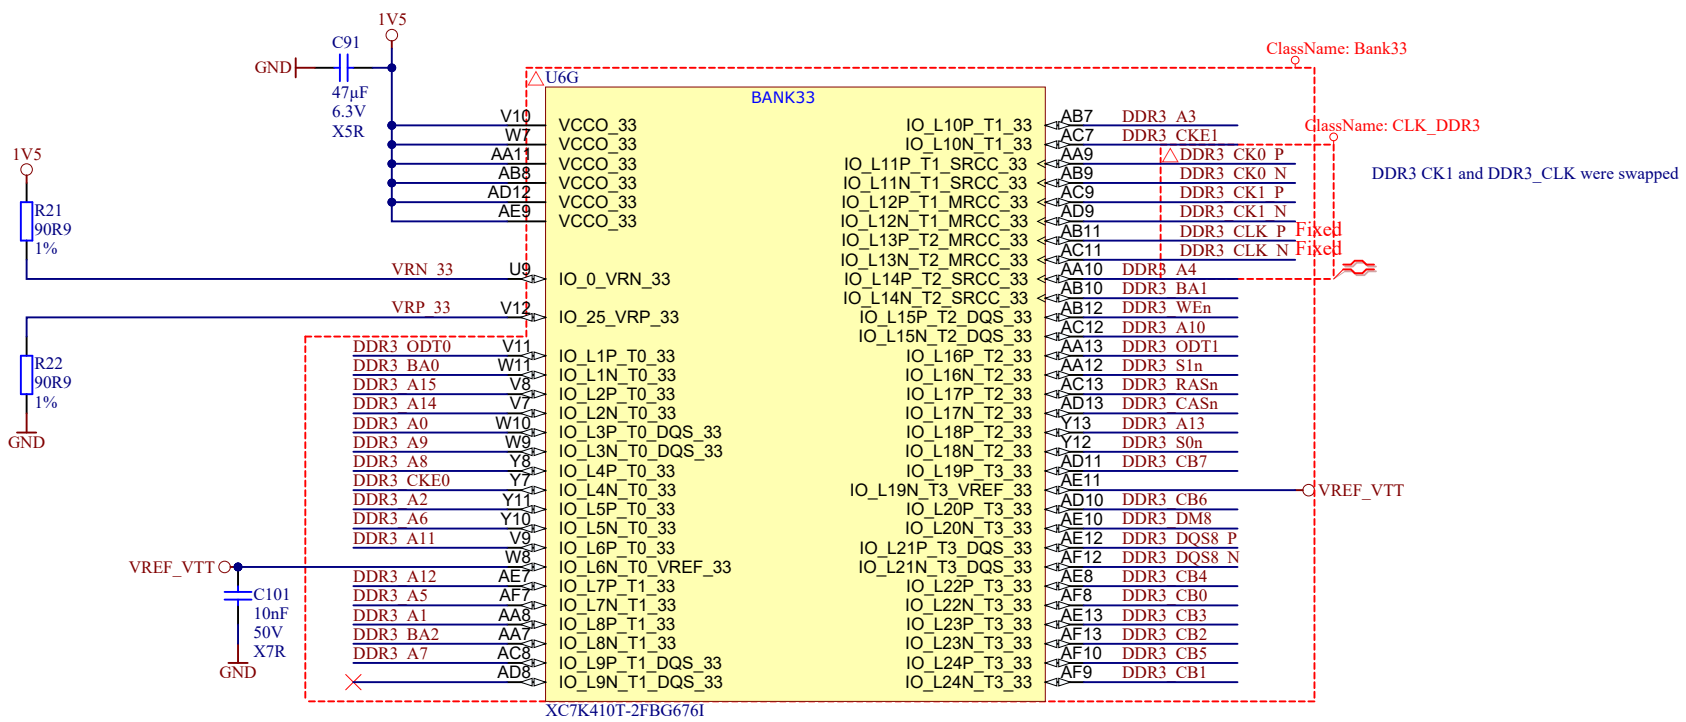 1V5
C91
GND
47µF
6.3V
X5R
ClassName: Bank33
U6G
BANK33
V10 VCCO_33
W7 VCCO_33
AA11 VCCO_33
AB8 VCCO_33
AD12 VCCO_33
AE9 VCCO_33
1V5
R21
90R9
1%
VRN_33 U9 IO_0_VRN_33
VRP_33 V12 IO_25_VRP_33
R22
90R9
1%
GND
DDR3_ODT0 V11 IO_L1P_T0_33
DDR3_BA0 W11 IO_L1N_T0_33
DDR3_A15 V8 IO_L2P_T0_33
DDR3_A14 V7 IO_L2N_T0_33
DDR3_A0 W10 IO_L3P_T0_DQS_33
DDR3_A9 W9 IO_L3N_T0_DQS_33
DDR3_A8 Y8 IO_L4P_T0_33
DDR3_CKE0 Y7 IO_L4N_T0_33
DDR3_A2 Y11 IO_L5P_T0_33
DDR3_A6 Y10 IO_L5N_T0_33
DDR3_A11 V9 IO_L6P_T0_33
VREF_VTT W8 IO_L6N_T0_VREF_33
DDR3_A12 AE7 IO_L7P_T1_33
DDR3_A5 AF7 IO_L7N_T1_33
DDR3_A1 AA8 IO_L8P_T1_33
DDR3_BA2 AA7 IO_L8N_T1_33
DDR3_A7 AC8 IO_L9P_T1_DQS_33
AD8 IO_L9N_T1_DQS_33
C101
10nF
50V
X7R
GND
IO_L10P_T1_33 AB7 DDR3_A3
IO_L10N_T1_33 AC7 DDR3_CKE1
ClassName: CLK_DDR3
IO_L11P_T1_SRCC_33 AA9 DDR3_CK0_P
IO_L11N_T1_SRCC_33 AB9 DDR3_CK0_N
DDR3 CK1 and DDR3_CLK were swapped
IO_L12P_T1_MRCC_33 AC9 DDR3_CK1_P
IO_L12N_T1_MRCC_33 AD9 DDR3_CK1_N
IO_L13P_T2_MRCC_33 AB11 DDR3_CLK_P Fixed
IO_L13N_T2_MRCC_33 AC11 DDR3_CLK_N Fixed
IO_L14P_T2_SRCC_33 AA10 DDR3_A4
IO_L14N_T2_SRCC_33 AB10 DDR3_BA1
IO_L15P_T2_DQS_33 AB12 DDR3_WEn
IO_L15N_T2_DQS_33 AC12 DDR3_A10
IO_L16P_T2_33 AA13 DDR3_ODT1
IO_L16N_T2_33 AA12 DDR3_S1n
IO_L17P_T2_33 AC13 DDR3_RASn
IO_L17N_T2_33 AD13 DDR3_CASn
IO_L18P_T2_33 Y13 DDR3_A13
IO_L18N_T2_33 Y12 DDR3_S0n
IO_L19P_T3_33 AD11 DDR3_CB7
IO_L19N_T3_VREF_33 AE11 VREF_VTT
IO_L20P_T3_33 AD10 DDR3_CB6
IO_L20N_T3_33 AE10 DDR3_DM8
IO_L21P_T3_DQS_33 AE12 DDR3_DQS8_P
IO_L21N_T3_DQS_33 AF12 DDR3_DQS8_N
IO_L22P_T3_33 AE8 DDR3_CB4
IO_L22N_T3_33 AF8 DDR3_CB0
IO_L23P_T3_33 AE13 DDR3_CB3
IO_L23N_T3_33 AF13 DDR3_CB2
IO_L24P_T3_33 AF10 DDR3_CB5
IO_L24N_T3_33 AF9 DDR3_CB1
XC7K410T-2FBG676I